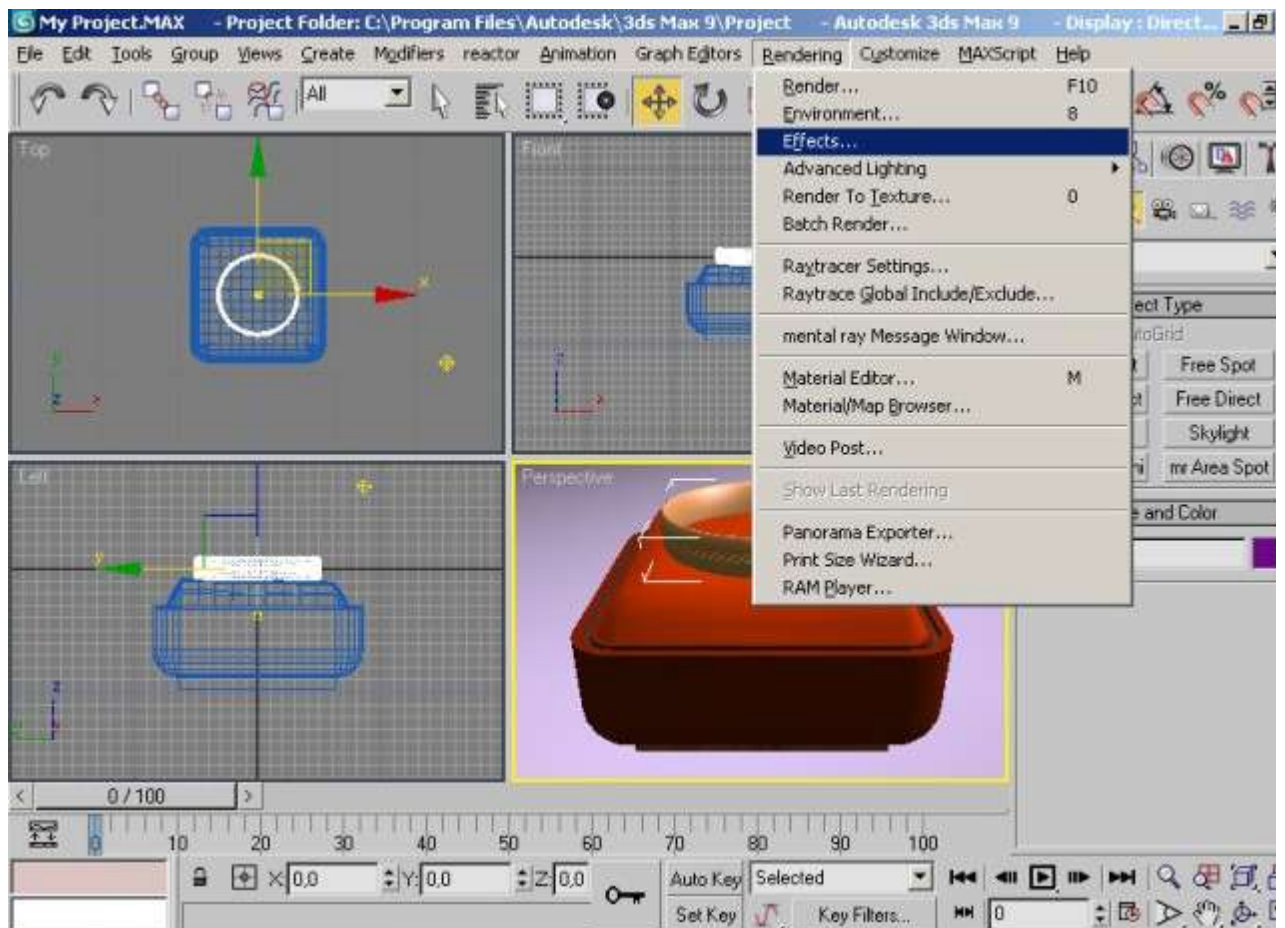 My Project.MAX - Project Folder: C:\Program Files\Autodesk\3ds Max 9\Project - Autodesk 3ds Max 9 - Display : Direct...
File Edit Tools Group Views Create Modifiers reactor Animation Graph Editors Rendering Customize MAXScript Help
All
Render... F10
Environment... 8
Effects...
Advanced Lighting
Render To Texture... 0
Batch Render...
Raytracer Settings...
Raytrace Global Include/Exclude...
mental ray Message Window...
Material Editor... M
Material/Map Browser...
Video Post...
Show Last Rendering
Panorama Exporter...
Print Size Wizard...
RAM Player...
Top
Front
Left
Perspective
ect Type
toGrid
Free Spot
Free Direct
Skylight
mr Area Spot
e and Color
x
y
z
0 / 100
0 10 20 30 40 50 60 70 80 90 100
X: 0,0 Y: 0,0 Z: 0,0
Auto Key Selected
Set Key Key Filters... 0